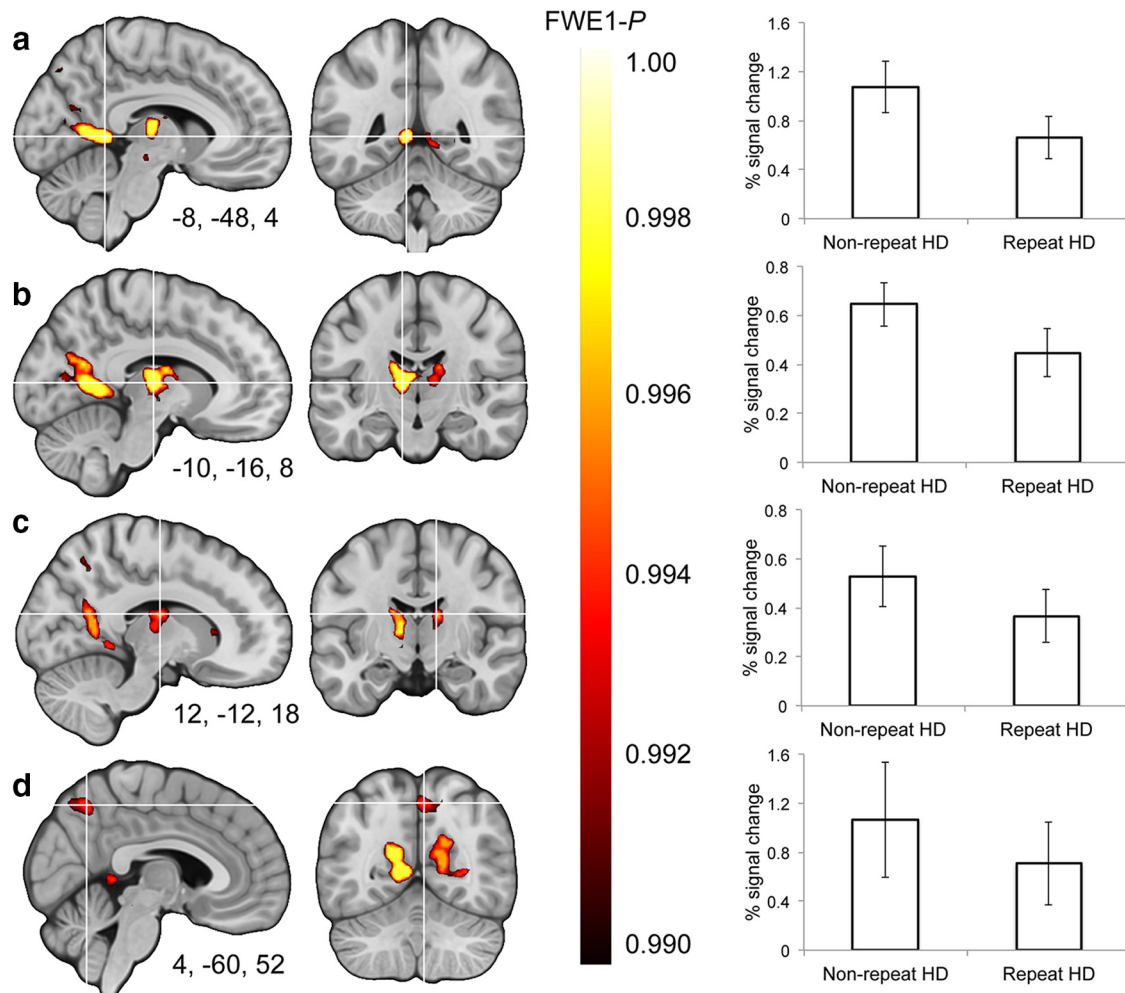 a
-8, -48, 4
b
-10, -16, 8
c
12, -12, 18
d
4, -60, 52
FWE1-P
1.00
0.998
0.996
0.994
0.992
0.990
% signal change
1.6
1.2
0.8
0.4
0
Non-repeat HD Repeat HD
% signal change
0.8
0.6
0.4
0.2
0
Non-repeat HD Repeat HD
% signal change
0.8
0.6
0.4
0.2
0
Non-repeat HD Repeat HD
% signal change
1.6
1.2
0.8
0.4
0
Non-repeat HD Repeat HD